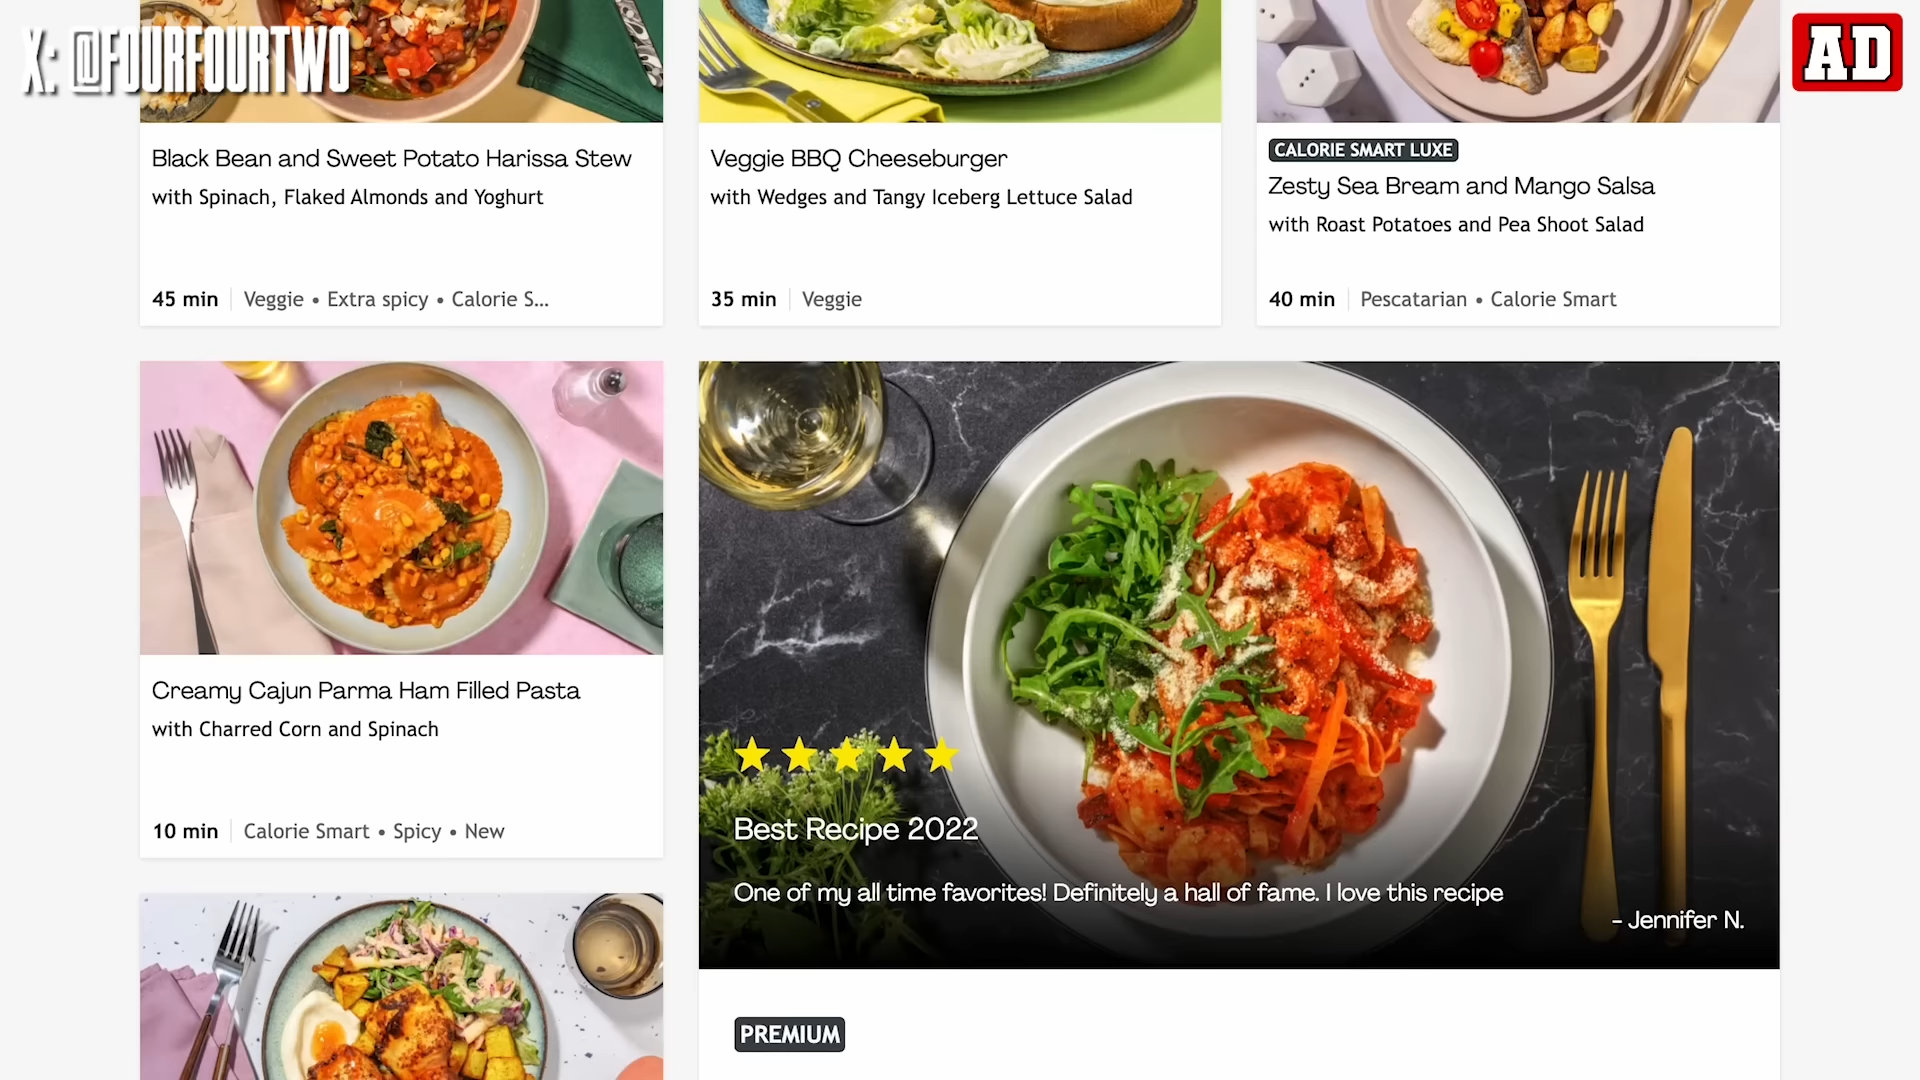 X: @FOURFOURTWO
AD
Black Bean and Sweet Potato Harissa Stew
with Spinach, Flaked Almonds and Yoghurt
45 min
Veggie • Extra spicy • Calorie S...
Veggie BBQ Cheeseburger
with Wedges and Tangy Iceberg Lettuce Salad
35 min
Veggie
CALORIE SMART LUXE
Zesty Sea Bream and Mango Salsa
with Roast Potatoes and Pea Shoot Salad
40 min
Pescatarian • Calorie Smart
Creamy Cajun Parma Ham Filled Pasta
with Charred Corn and Spinach
10 min
Calorie Smart • Spicy • New
Best Recipe 2022
One of my all time favorites! Definitely a hall of fame. I love this recipe
- Jennifer N.
PREMIUM